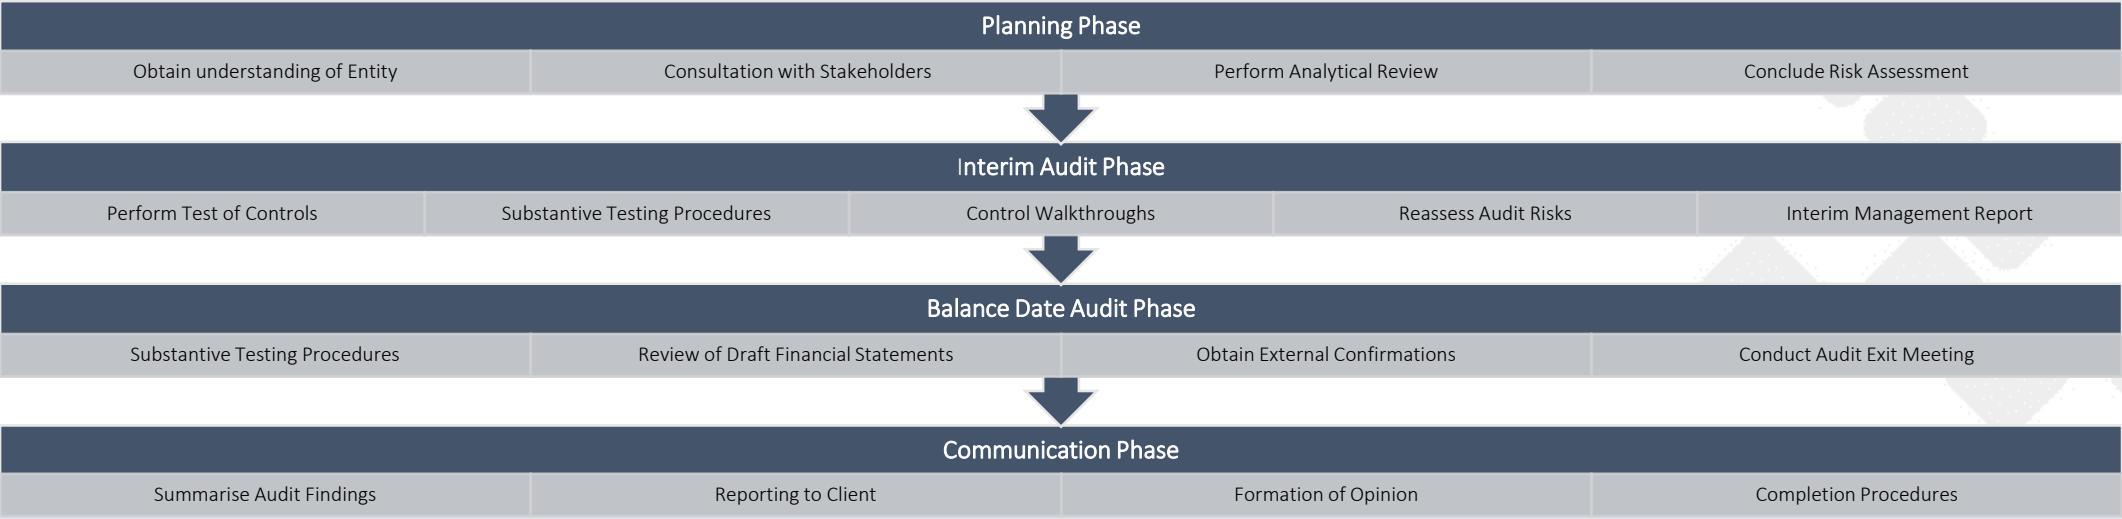 Planning Phase
Obtain understanding of Entity
Consultation with Stakeholders
Perform Analytical Review
Conclude Risk Assessment
Interim Audit Phase
Perform Test of Controls
Substantive Testing Procedures
Control Walkthroughs
Reassess Audit Risks
Interim Management Report
Balance Date Audit Phase
Substantive Testing Procedures
Review of Draft Financial Statements
Obtain External Confirmations
Conduct Audit Exit Meeting
Communication Phase
Summarise Audit Findings
Reporting to Client
Formation of Opinion
Completion Procedures